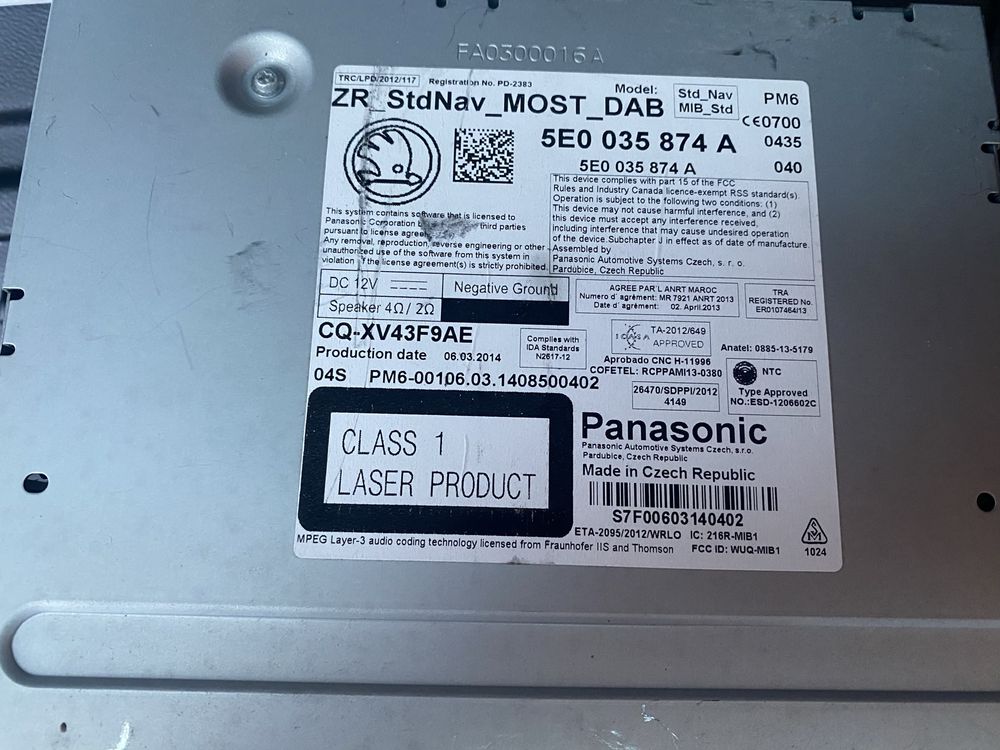 FA0300016A
TRC/LPD/2012/117
Registration No. PD-2383
ZR_StdNav_MOST_DAB
Model:
Std_Nav
MIB_Std
PM6
CE0700
5E0 035 874 A
0435
5E0 035 874 A
040
This device complies with part 15 of the FCC
Rules and Industry Canada licence-exempt RSS standard(s).
Operation is subject to the following two conditions: (1)
This device may not cause harmful interference, and (2)
this device must accept any interference received,
including interference that may cause undesired operation
of the device.Subchapter J in effect as of date of manufacture.
Assembled by
Panasonic Automotive Systems Czech, s. r. o.
Pardubice, Czech Republic
This system contains software that is licensed to
Panasonic Corporation third parties
pursuant to license
Any removal, reproduction, reverse engineering or other
unauthorized use of the software from this system in
violation of the license agreement(s) is strictly prohibited.
DC 12V
Negative Ground
Speaker 4Ω / 2Ω
AGREE PAR L ANRT MAROC
Numero d´agrément: MR 7921 ANRT 2013
Date d´agrément: 02. April.2013
TRA
REGISTERED No.
ER0107464/13
CQ-XV43F9AE
Production date 06.03.2014
04S PM6-00106.03.1408500402
Complies with
IDA Standards
N2617-12
TA-2012/649
APPROVED
Anatel: 0885-13-5179
Aprobado CNC H-11996
COFETEL: RCPPAMI13-0380
26470/SDPPI/2012
4149
NTC
Type Approved
NO.:ESD-1206602C
CLASS 1
LASER PRODUCT
Panasonic
Panasonic Automotive Systems Czech, s.r.o.
Pardubice, Czech Republic
Made in Czech Republic
S7F00603140402
ETA-2095/2012/WRLO IC: 216R-MIB1
MPEG Layer-3 audio coding technology licensed from Fraunhofer IIS and Thomson FCC ID: WUQ-MIB1
1024